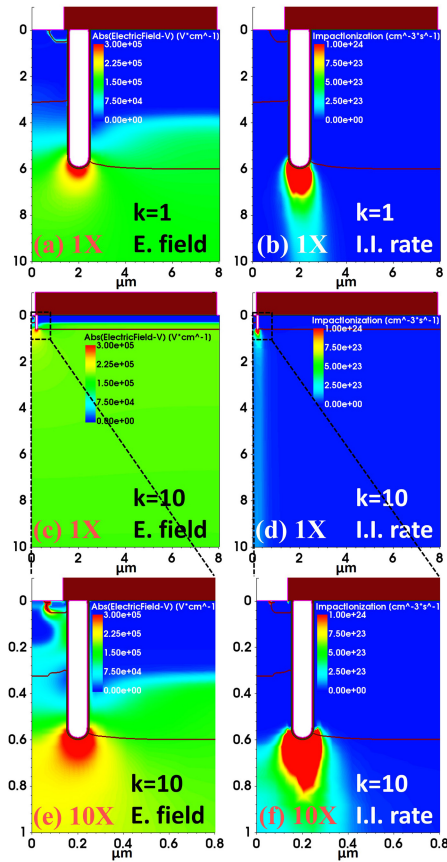 Abs(ElectricField-V) (V*cm^-1)
3.00e+05
2.25e+05
1.50e+05
7.50e+04
0.00e+00
0
2
4
6
8
10
k=1
(a) 1X E. field
0 2 4 6 8
µm
Impactionization (cm^-3*s^-1)
1.00e+24
7.50e+23
5.00e+23
2.50e+23
0.00e+00
0
2
4
6
8
10
k=1
(b) 1X I.I. rate
0 2 4 6 8
µm
Abs(ElectricField-V) (V*cm^-1)
3.00e+05
2.25e+05
1.50e+05
7.50e+04
0.00e+00
0
2
4
6
8
10
k=10
(c) 1X E. field
0 2 4 6 8
µm
Impactionization (cm^-3*s^-1)
1.00e+24
7.50e+23
5.00e+23
2.50e+23
0.00e+00
0
2
4
6
8
10
k=10
(d) 1X I.I. rate
0 2 4 6 8
µm
Abs(ElectricField-V) (V*cm^-1
3.00e+05
2.25e+05
1.50e+05
7.50e+04
0.00e+00
0
0.2
0.4
0.6
0.8
1
k=10
(e) 10X E. field
0 0.2 0.4 0.6 0.8
µm
Impactionization (cm^-3*s^-1
1.00e+24
7.50e+23
5.00e+23
2.50e+23
0.00e+00
0
0.2
0.4
0.6
0.8
1
k=10
(f) 10X I.I. rate
0 0.2 0.4 0.6 0.8
µm